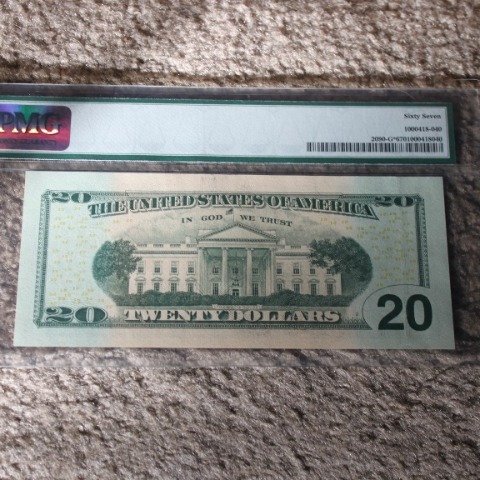 PMG
Sixty Seven
1000418-040
2090-G*6701000418040
20 20
THE UNITED STATES OF AMERICA
IN GOD WE TRUST
20 TWENTY DOLLARS 20